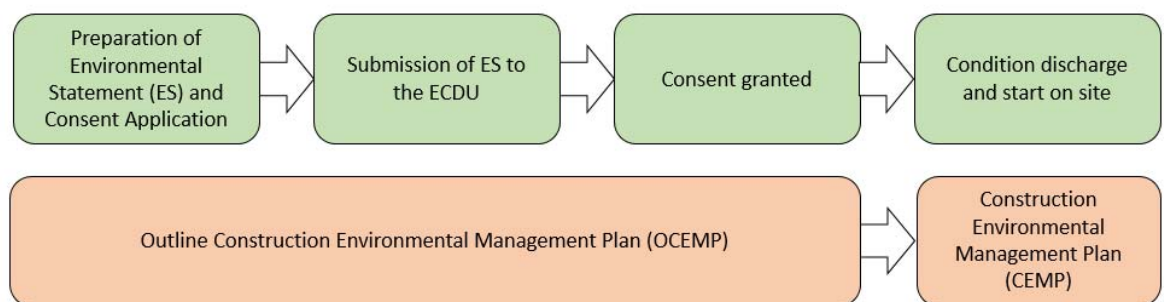 Preparation of
Environmental
Statement (ES) and
Consent Application
Submission of ES to
the ECDU
Consent granted
Condition discharge
and start on site
Outline Construction Environmental Management Plan (OCEMP)
Construction
Environmental
Management Plan
(CEMP)